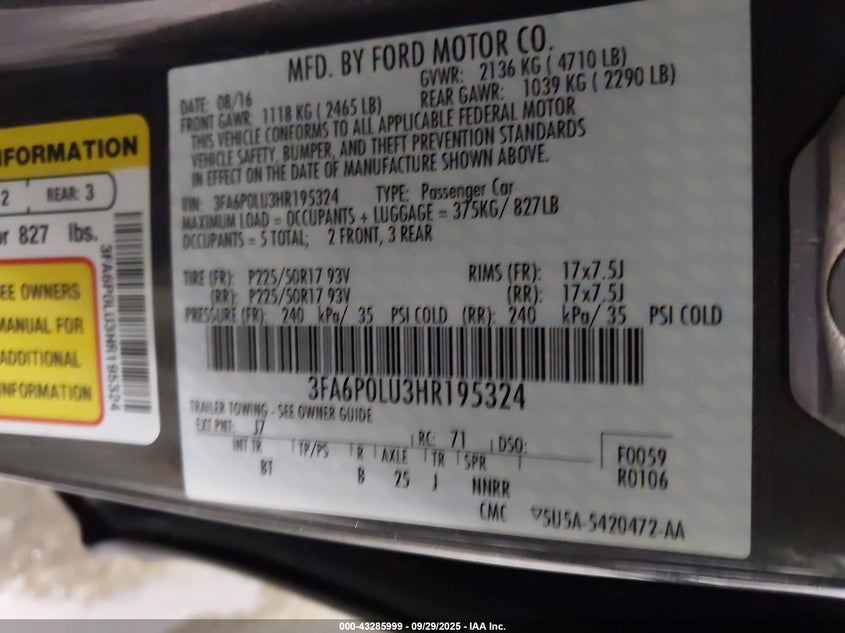 MFD. BY FORD MOTOR CO.
DATE: 08/16
GVWR: 2136 KG ( 4710 LB)
FRONT GAWR: 1118 KG ( 2465 LB)
REAR GAWR: 1039 KG ( 2290 LB)
THIS VEHICLE CONFORMS TO ALL APPLICABLE FEDERAL MOTOR
VEHICLE SAFETY, BUMPER, AND THEFT PREVENTION STANDARDS
IN EFFECT ON THE DATE OF MANUFACTURE SHOWN ABOVE.
VIN: 3FA6P0LU3HR195324 TYPE: Passenger Car
MAXIMUM LOAD = OCCUPANTS + LUGGAGE = 375KG/ 827LB
OCCUPANTS = 5 TOTAL; 2 FRONT, 3 REAR
TIRE (FR): P225/50R17 93V RIMS (FR): 17x7.5J
(RR): P225/50R17 93V (RR): 17x7.5J
PRESSURE (FR): 240 kPa/ 35 PSI COLD (RR): 240 kPa/ 35 PSI COLD
3FA6P0LU3HR195324
TRAILER TOWING - SEE OWNER GUIDE
EXT PNT: J7 RC: 71 DSO:
INT TR TP/PS R AXLE TR SPR
BT B 25 J NNRR
F0059
R0106
CMC 5U5A-5420472-AA
NFORMATION
2 REAR: 3
or 827 lbs.
EE OWNERS
MANUAL FOR
ADDITIONAL
INFORMATION
3FA6P0LU3HR195324
000-43285999 - 09/29/2025 - IAA Inc.